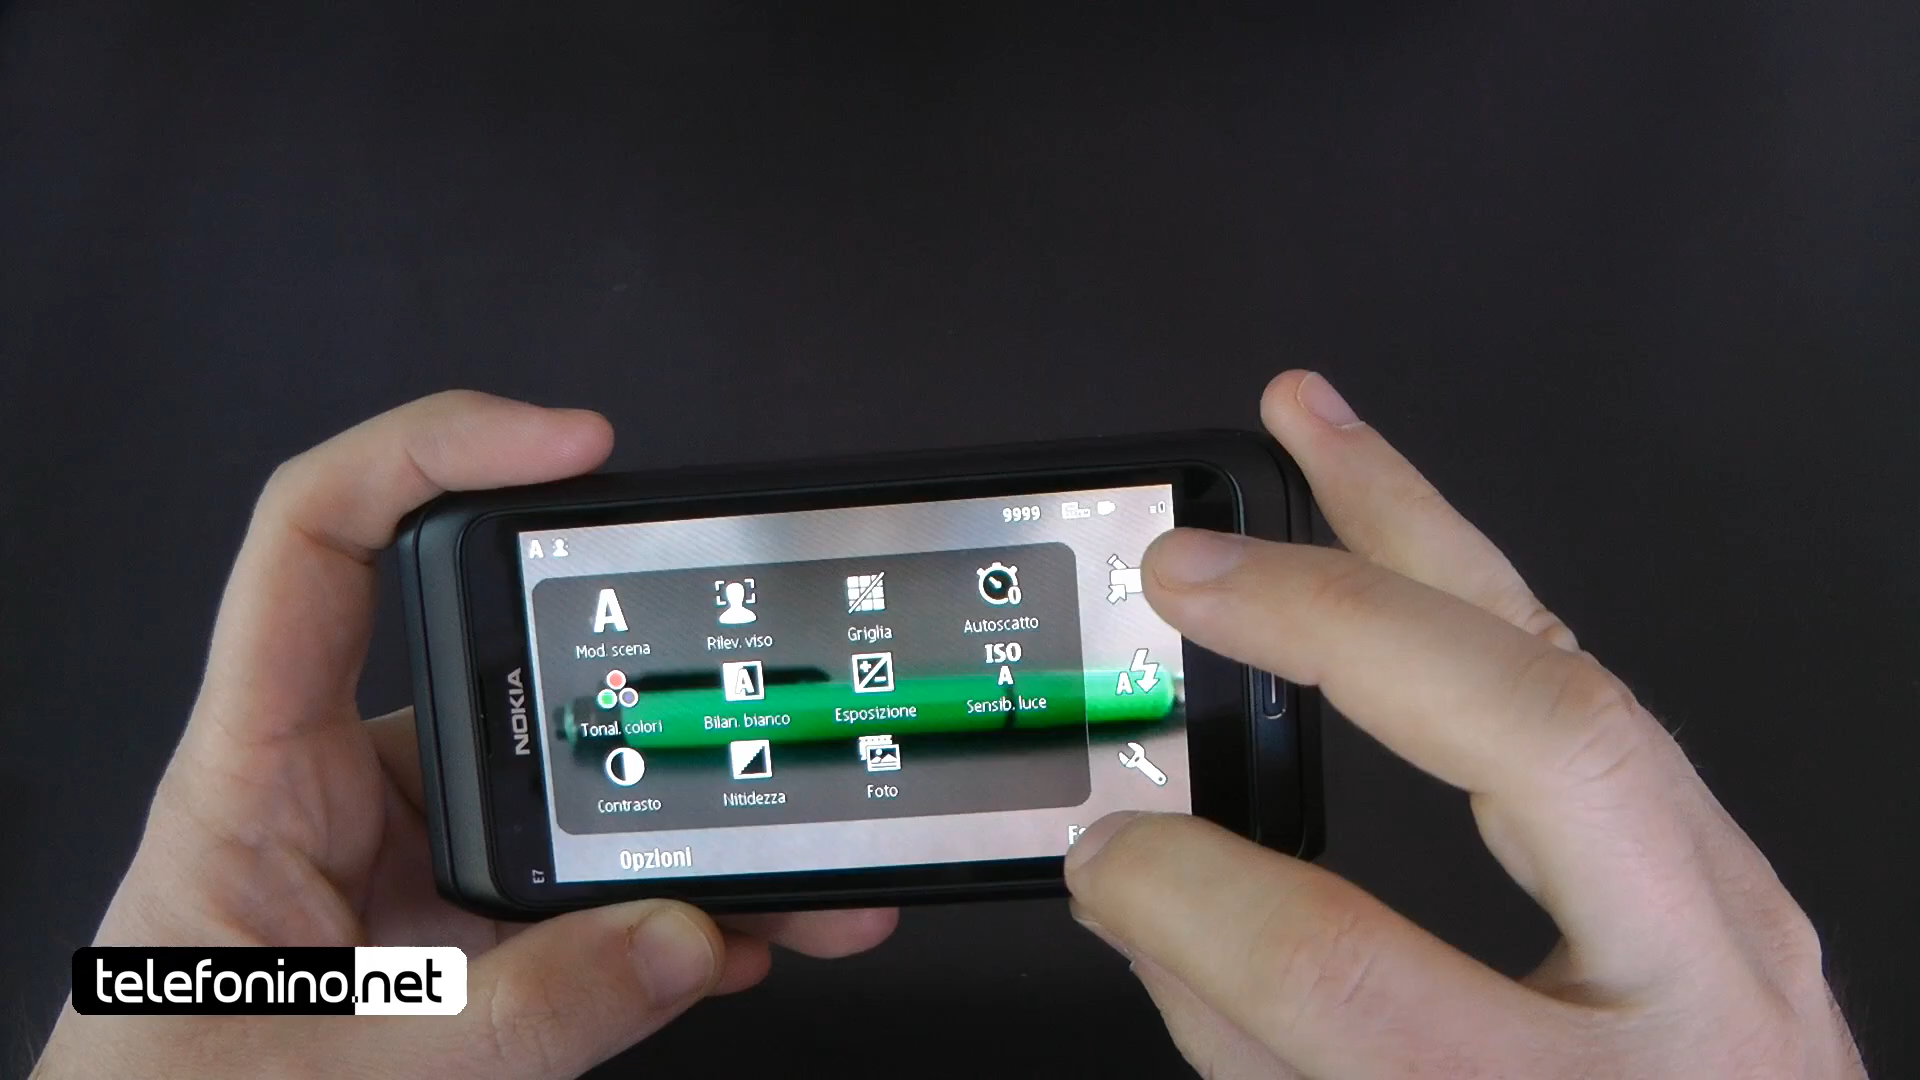 9999
A
A
Mod. scena
Rilev. viso
Griglia
0
Autoscatto
Tonal. colori
A
Bilan. bianco
Esposizione
ISO
A
Sensib. luce
A
Contrasto
Nitidezza
Foto
Opzioni
NOKIA
E7
telefonino.net